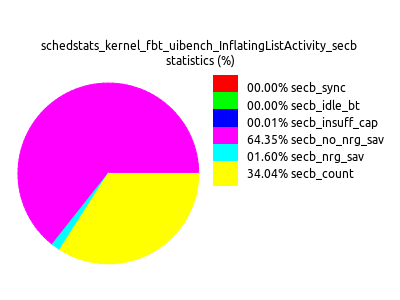 schedstats_kernel_fbt_uibench_InflatingListActivity_secb
statistics (%)
00.00% secb_sync
00.00% secb_idle_bt
00.01% secb_insuff_cap
64.35% secb_no_nrg_sav
01.60% secb_nrg_sav
34.04% secb_count